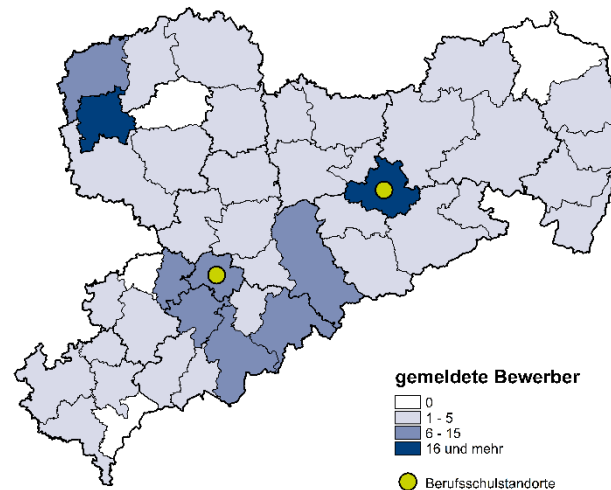 gemeldete Bewerber
0
1 - 5
6 - 15
16 und mehr
Berufsschulstandorte